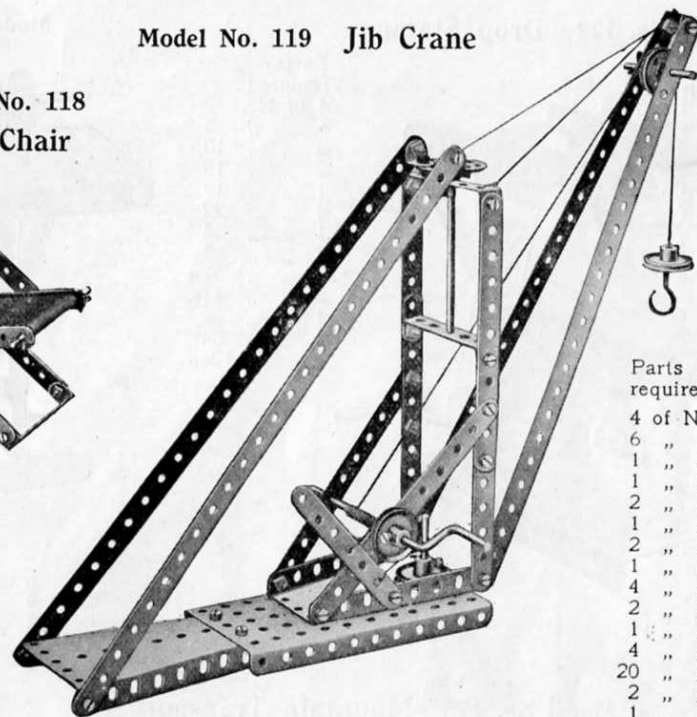 Model No. 119 Jib Crane
No. 118
Chair
Parts
require
4 of N
6 „
1 „
1 „
2 „
1 „
2 „
1 „
4 „
2 „
1 „
4 „
20 „
2 „
1 „